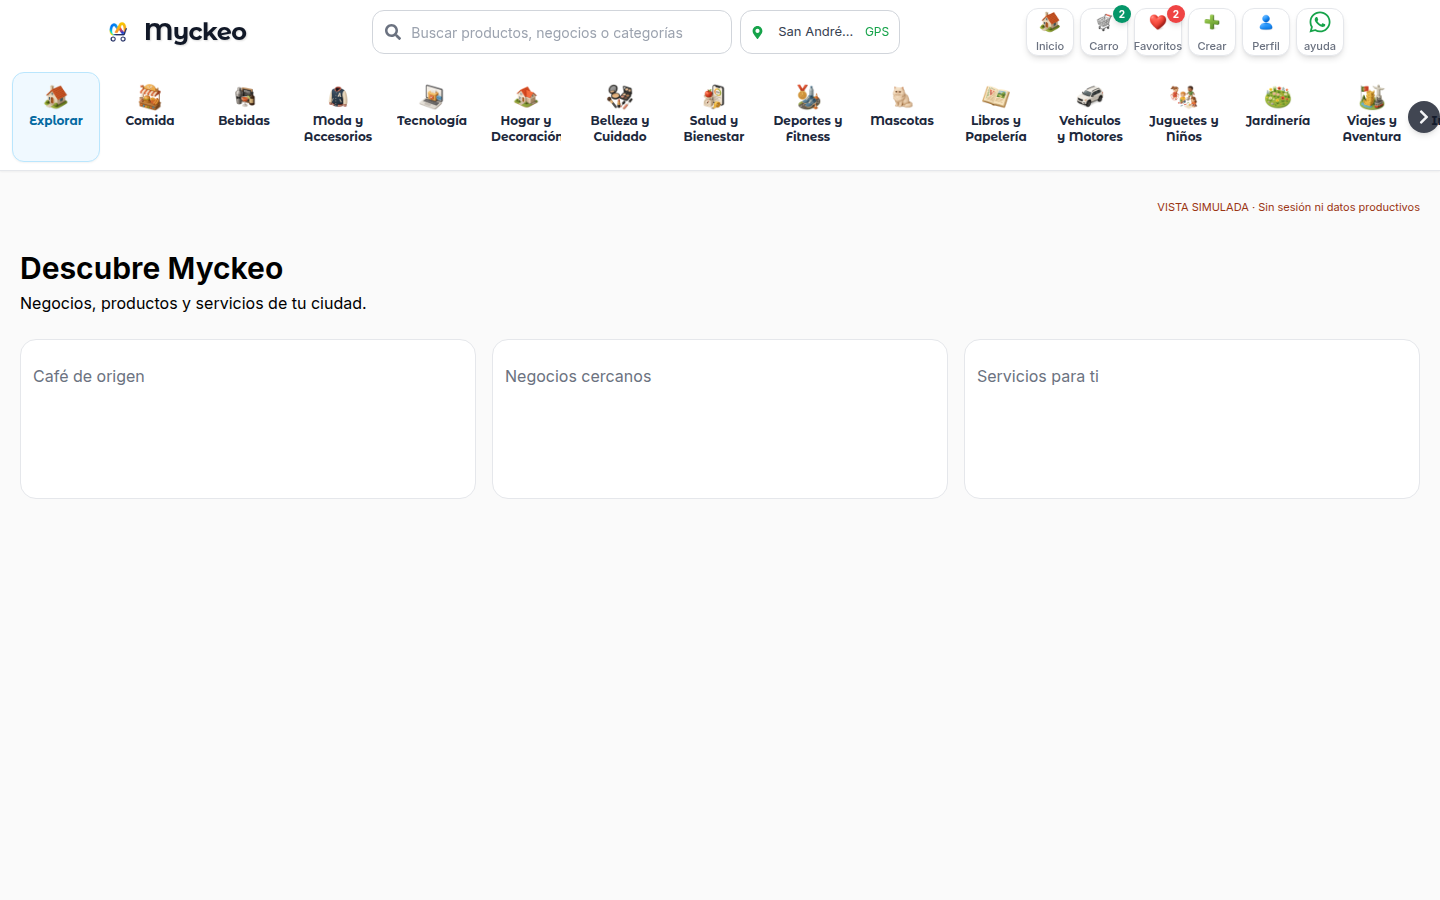 Myckeo
Buscar productos, negocios o categorías
San André... GPS
2
2
Inicio
Carro
Favoritos
Crear
Perfil
ayuda
Explorar
Comida
Bebidas
Moda y
Accesorios
Tecnología
Hogar y
Decoración
Belleza y
Cuidado
Salud y
Bienestar
Deportes y
Fitness
Mascotas
Libros y
Papelería
Vehículos
y Motores
Juguetes y
Niños
Jardinería
Viajes y
Aventura
VISTA SIMULADA · Sin sesión ni datos productivos
Descubre Myckeo
Negocios, productos y servicios de tu ciudad.
Café de origen
Negocios cercanos
Servicios para ti